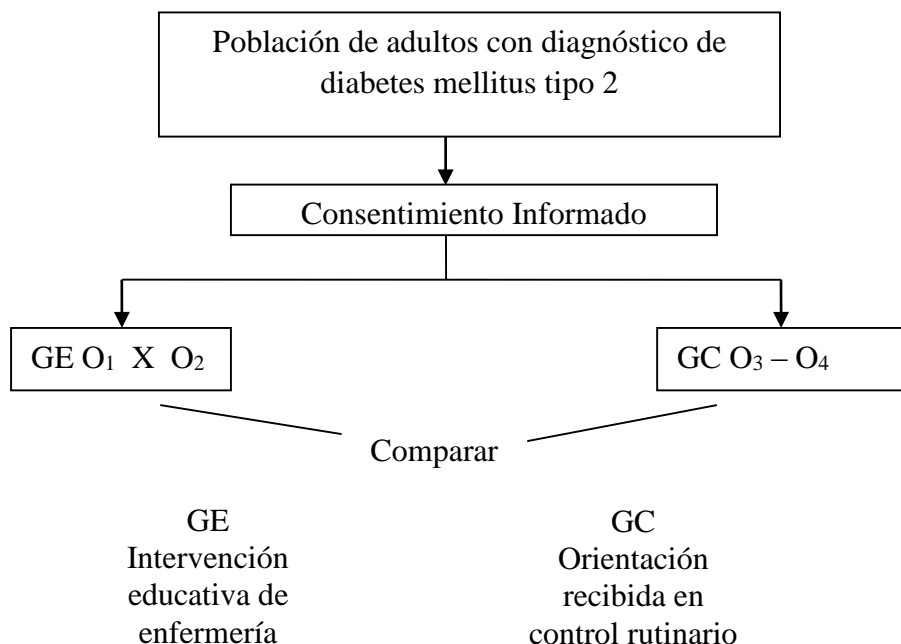 Población de adultos con diagnóstico de
diabetes mellitus tipo 2
Consentimiento Informado
GE O₁ X O₂
GC O₃ – O₄
Comparar
GE
Intervención
educativa de
enfermería
GC
Orientación
recibida en
control rutinario